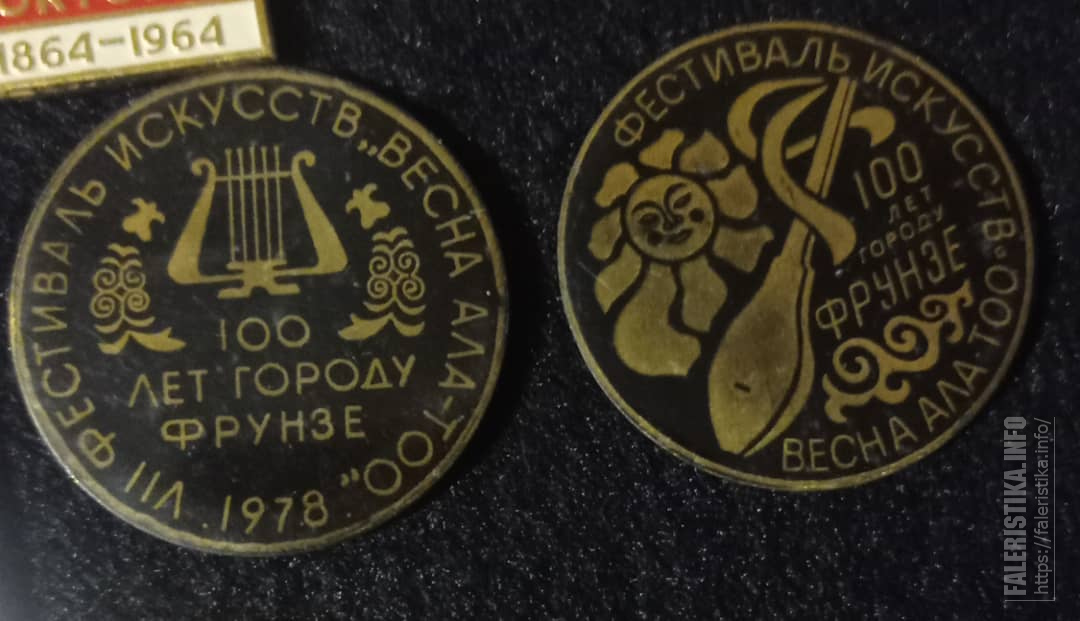 1864-1964
VII ФЕСТИВАЛЬ ИСКУССТВ „ВЕСНА АЛА-ТОО“. 1978
100
ЛЕТ ГОРОДУ
ФРУНЗЕ
ФЕСТИВАЛЬ ИСКУССТВ
ВЕСНА АЛА-ТОО
100
ЛЕТ
ГОРОДУ
ФРУНЗЕ
FALERISTIKA.INFO
https://faleristika.info/